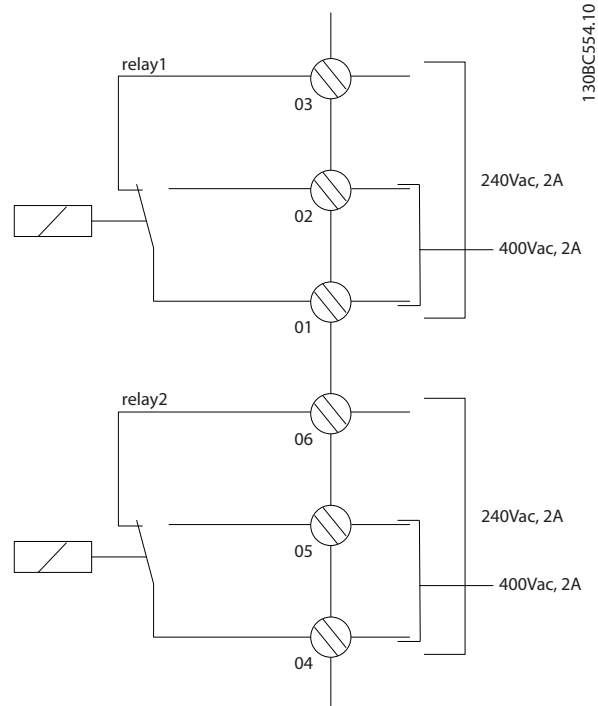 130BC554.10
relay1
03
240Vac, 2A
02
400Vac, 2A
01
relay2
06
240Vac, 2A
05
400Vac, 2A
04